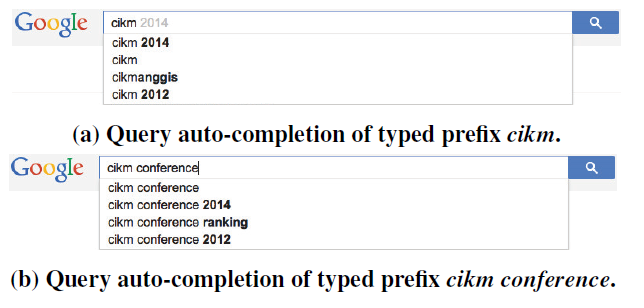 Google cikm 2014
cikm 2014
cikm
cikmanggis
cikm 2012
(a) Query auto-completion of typed prefix cikm.
Google cikm conference
cikm conference
cikm conference 2014
cikm conference ranking
cikm conference 2012
(b) Query auto-completion of typed prefix cikm conference.